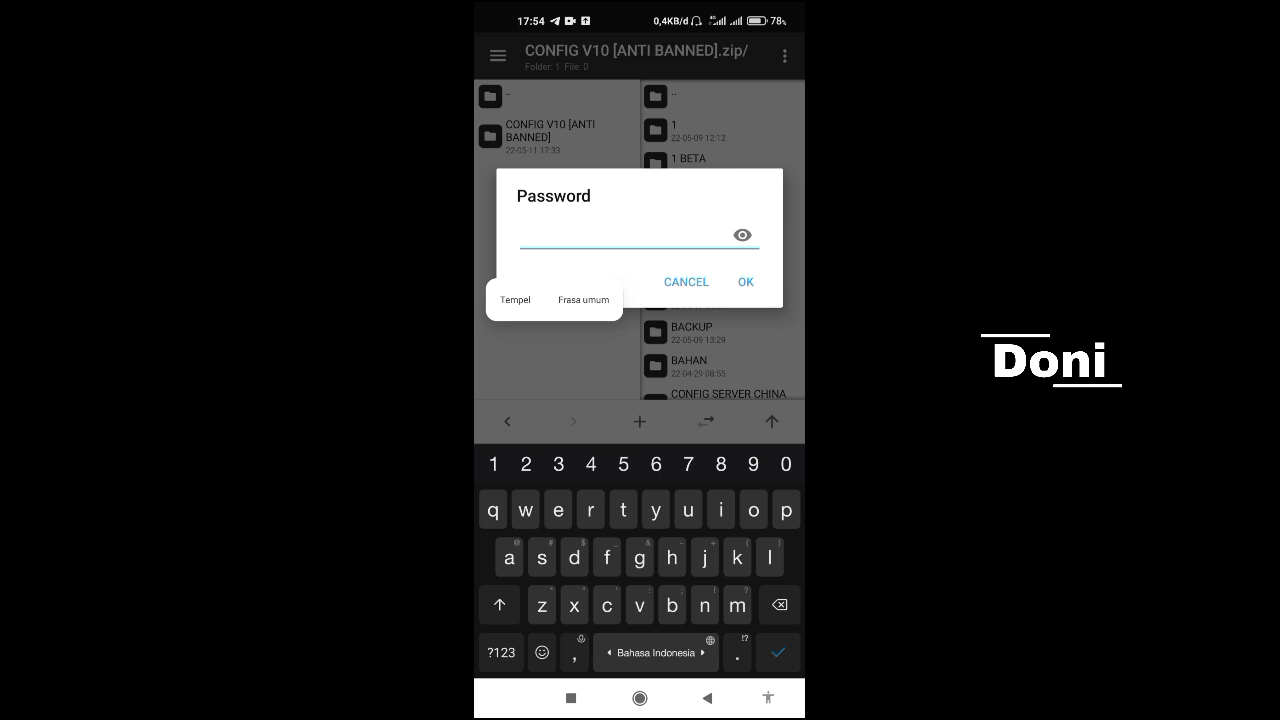 17:54
0,4KB/d
4G
78%
CONFIG V10 [ANTI BANNED].zip/
Folder: 1 File: 0
..
CONFIG V10 [ANTI
BANNED]
22-05-11 17:33
..
1
22-05-09 12:12
1 BETA
Password
CANCEL
OK
Tempel
Frasa umum
BACKUP
22-05-09 13:29
BAHAN
22-04-29 08:55
CONFIG SERVER CHINA
1 2 3 4 5 6 7 8 9 0
q w e r t y u i o p
@ # $ _ & - + ( )
a s d f g h j k l
* " ' : ; ! ?
z x c v b n m
!?
?123 , Bahasa Indonesia .
Doni